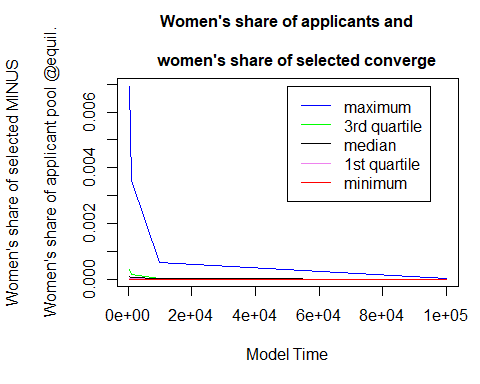 Women's share of applicants and
women's share of selected converge
Women's share of selected MINUS
Women's share of applicant pool @equil.
0.006
0.004
0.002
0.000
maximum
3rd quartile
median
1st quartile
minimum
0e+00 2e+04 4e+04 6e+04 8e+04 1e+05
Model Time